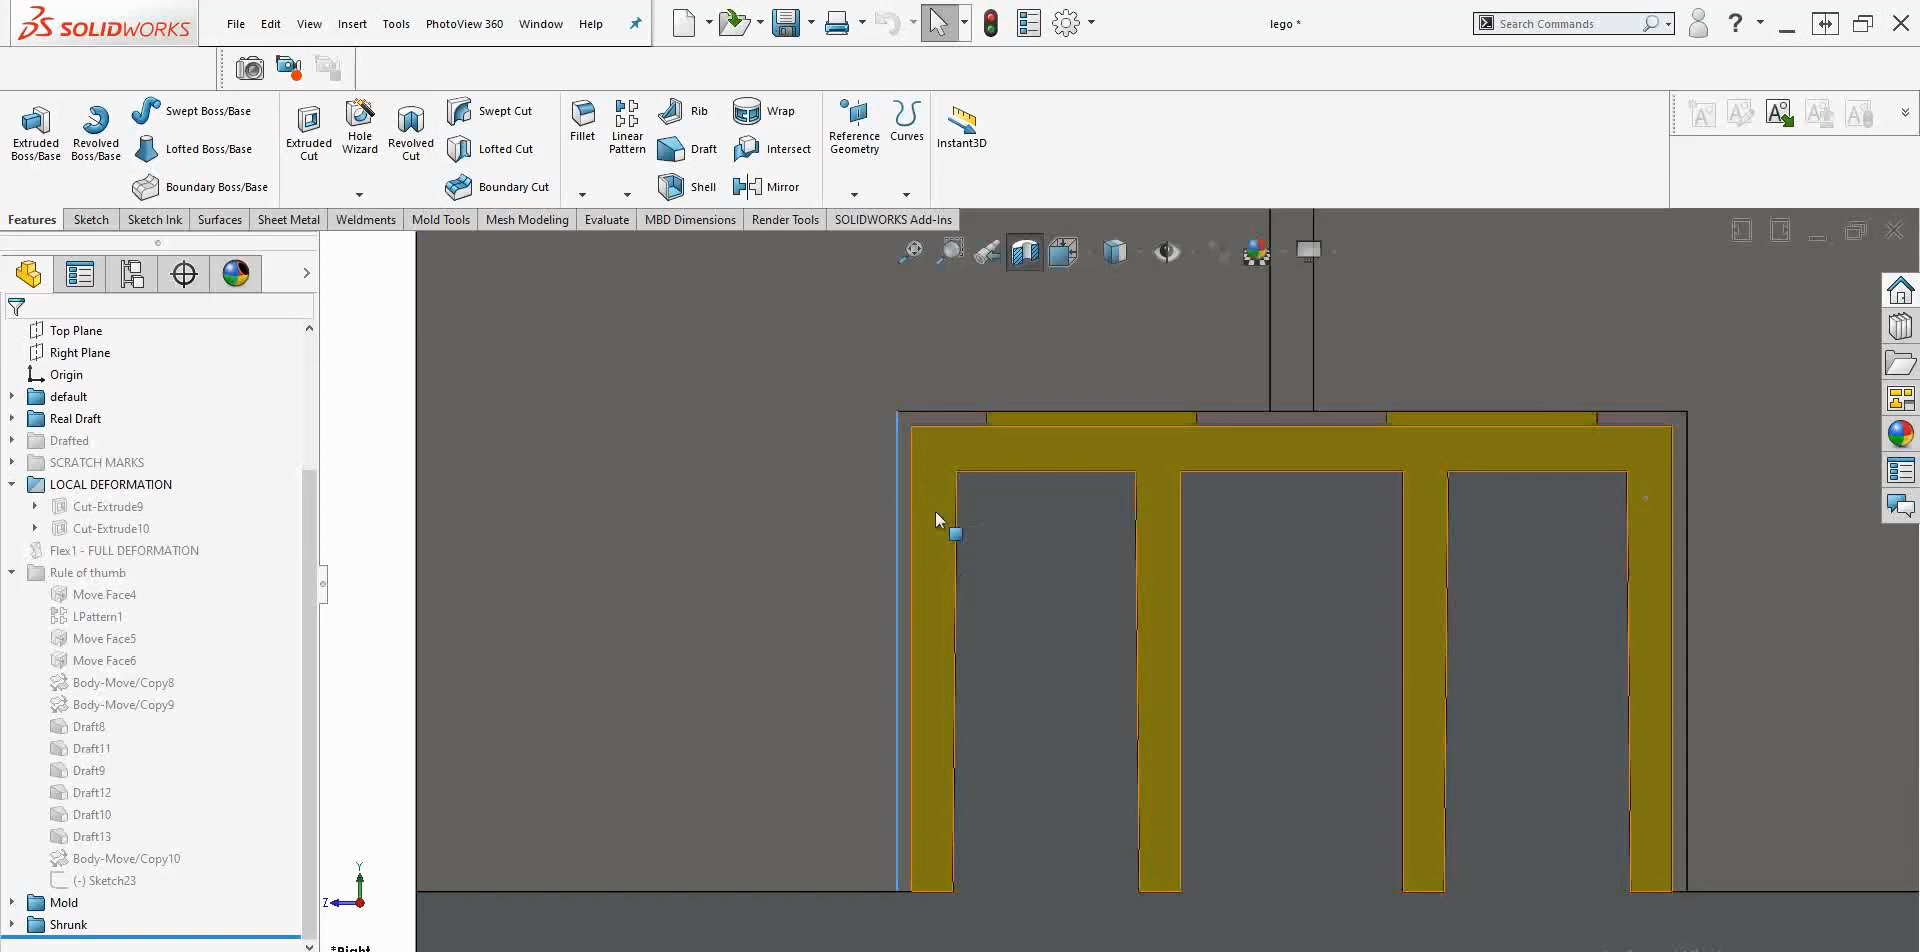 SOLIDWORKS
File Edit View Insert Tools PhotoView 360 Window Help
lego *
Search Commands
Extruded Boss/Base
Revolved Boss/Base
Swept Boss/Base
Lofted Boss/Base
Boundary Boss/Base
Extruded Cut
Hole Wizard
Revolved Cut
Swept Cut
Lofted Cut
Boundary Cut
Fillet
Linear Pattern
Rib
Draft
Shell
Wrap
Intersect
Mirror
Reference Geometry
Curves
Instant3D
Features Sketch Sketch Ink Surfaces Sheet Metal Weldments Mold Tools Mesh Modeling Evaluate MBD Dimensions Render Tools SOLIDWORKS Add-Ins
Top Plane
Right Plane
Origin
default
Real Draft
Drafted
SCRATCH MARKS
LOCAL DEFORMATION
Cut-Extrude9
Cut-Extrude10
Flex1 - FULL DEFORMATION
Rule of thumb
Move Face4
LPattern1
Move Face5
Move Face6
Body-Move/Copy8
Body-Move/Copy9
Draft8
Draft11
Draft9
Draft12
Draft10
Draft13
Body-Move/Copy10
(-) Sketch23
Mold
Shrunk
Y
Z
*Right